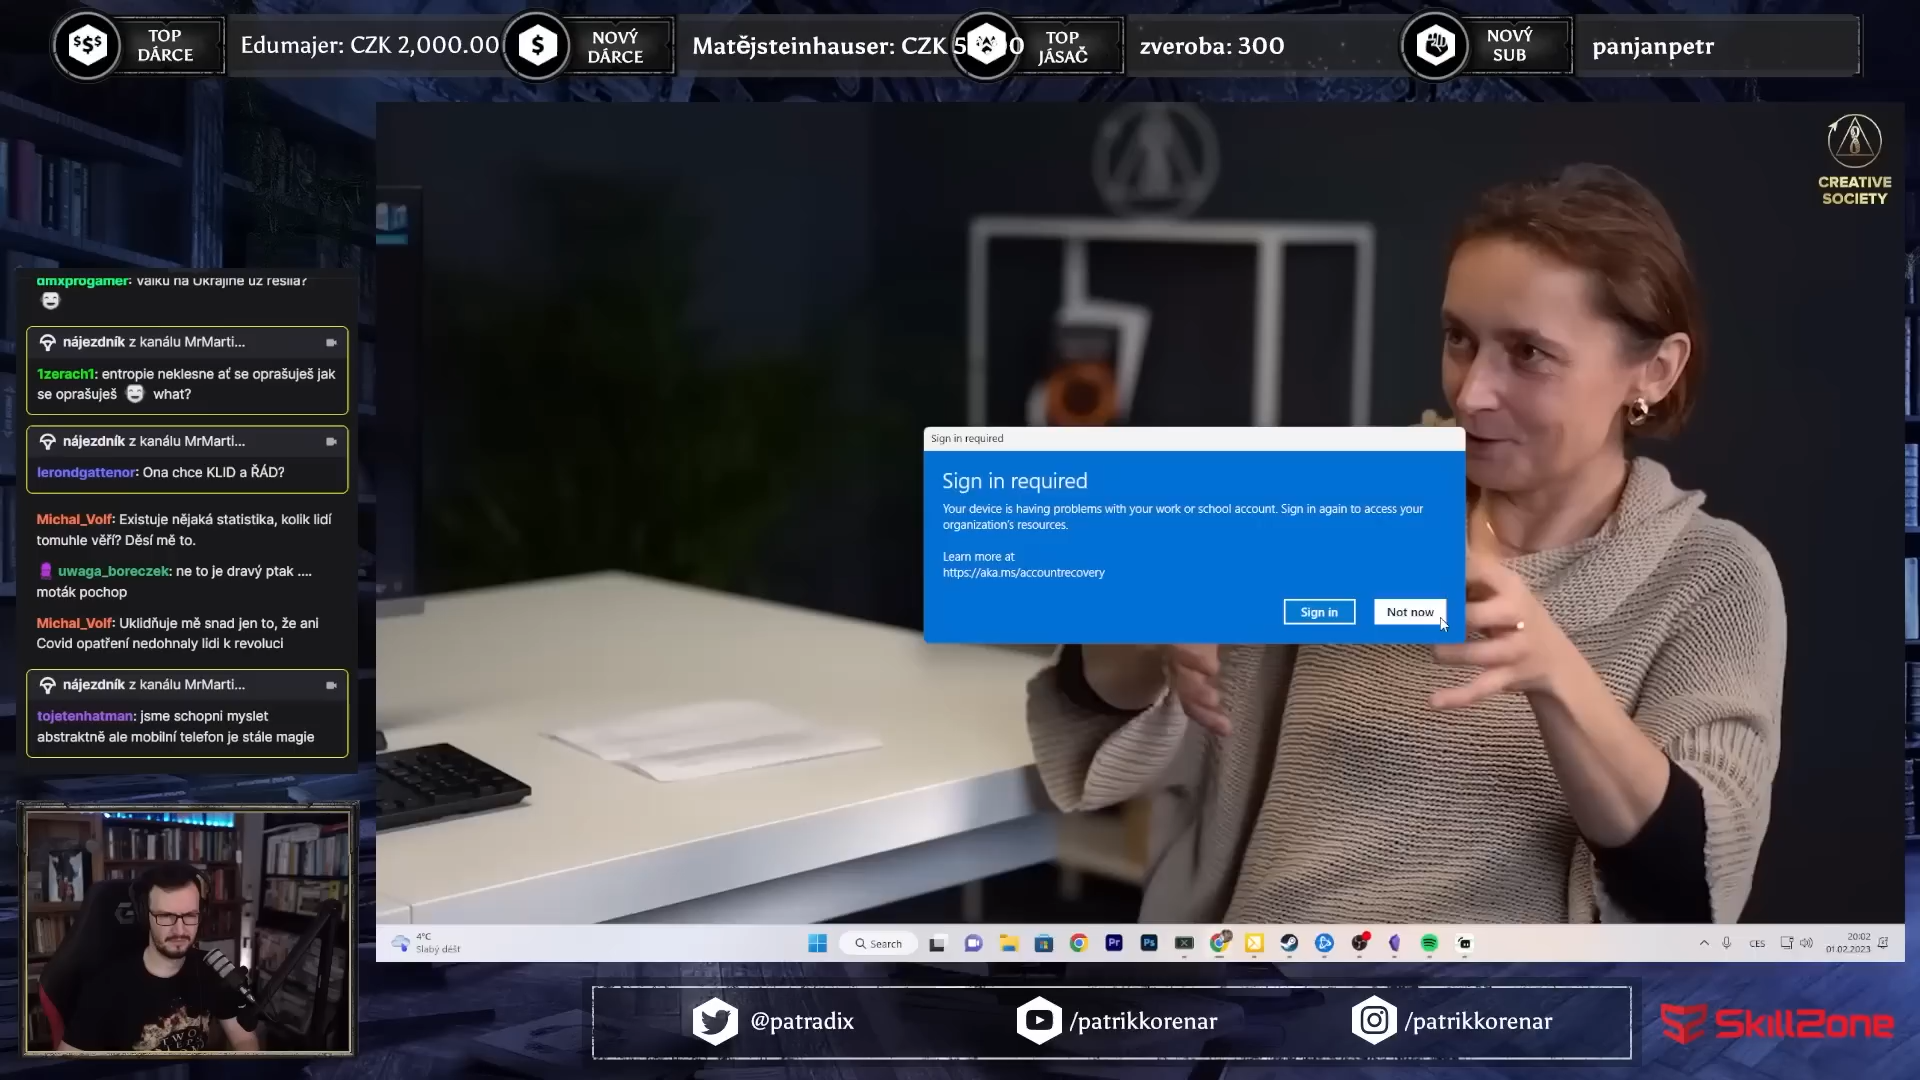 TOP
DÁRCE
Edumajer: CZK 2,000.00
NOVÝ
DÁRCE
Matějsteinhauser: CZK 5
0
TOP
JÁSAČ
zveroba: 300
NOVÝ
SUB
panjanpetr
CREATIVE
SOCIETY
dmxprogamer: Válku na Ukrajině už řešila?
nájezdník z kanálu MrMarti...
1zerach1: entropie neklesne ať se oprašuješ jak
se oprašuješ what?
nájezdník z kanálu MrMarti...
lerondgattenor: Ona chce KLID a ŘÁD?
Michal_Volf: Existuje nějaká statistika, kolik lidí
tomuhle věří? Děsí mě to.
uwaga_boreczek: ne to je dravý ptak ....
moták pochop
Michal_Volf: Uklidňuje mě snad jen to, že ani
Covid opatření nedohnaly lidi k revoluci
nájezdník z kanálu MrMarti...
tojetenhatman: jsme schopni myslet
abstraktně ale mobilní telefon je stále magie
Sign in required
Sign in required
Your device is having problems with your work or school account. Sign in again to access your
organization's resources.
Learn more at
https://aka.ms/accountrecovery
Sign in
Not now
4°C
Slabý déšť
Search
Pr
Ps
CES
20:02
01.02.2023
@patradix
/patrikkorenar
/patrikkorenar
SkillZone